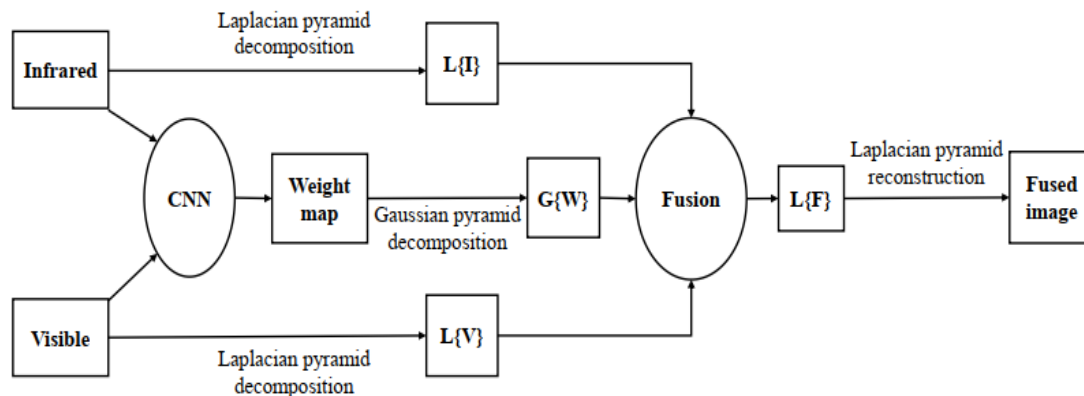 Laplacian pyramid
decomposition
Infrared
L{I}
CNN
Weight
map
Gaussian pyramid
decomposition
G{W}
Fusion
L{F}
Laplacian pyramid
reconstruction
Fused
image
Visible
L{V}
Laplacian pyramid
decomposition